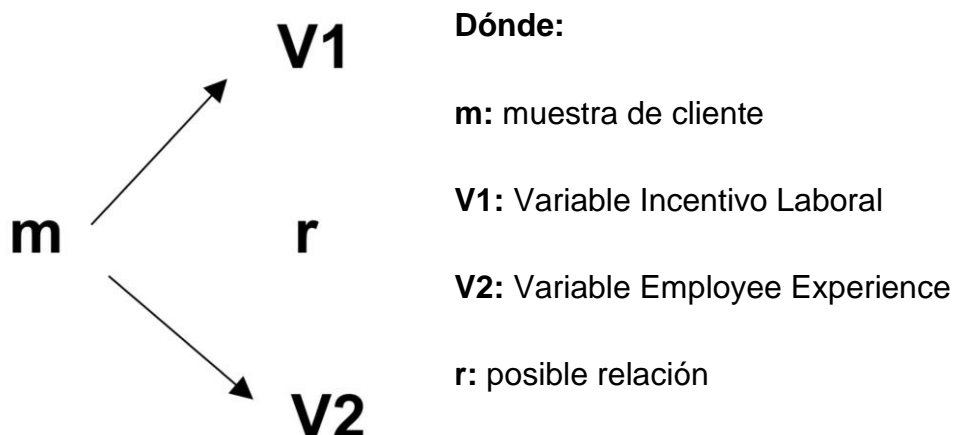 V1
m
r
V2
Dónde:
m: muestra de cliente
V1: Variable Incentivo Laboral
V2: Variable Employee Experience
r: posible relación